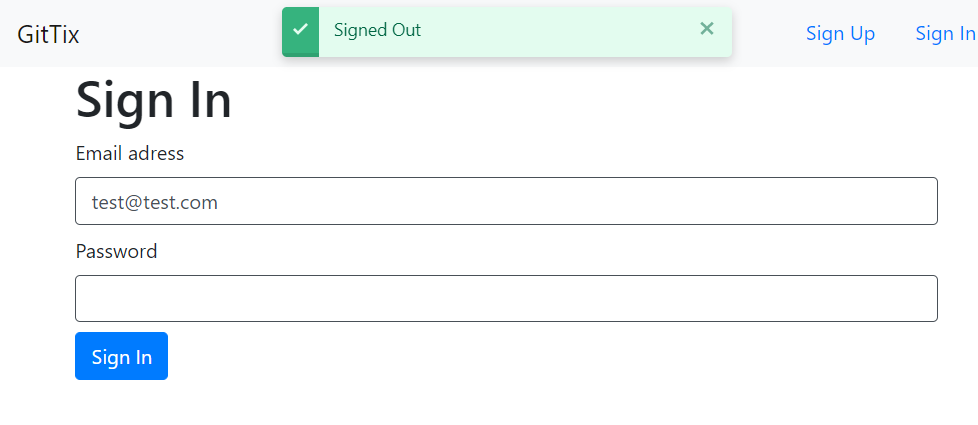 GitTix
Signed Out
Sign Up
Sign In
Sign In
Email adress
test@test.com
Password
Sign In